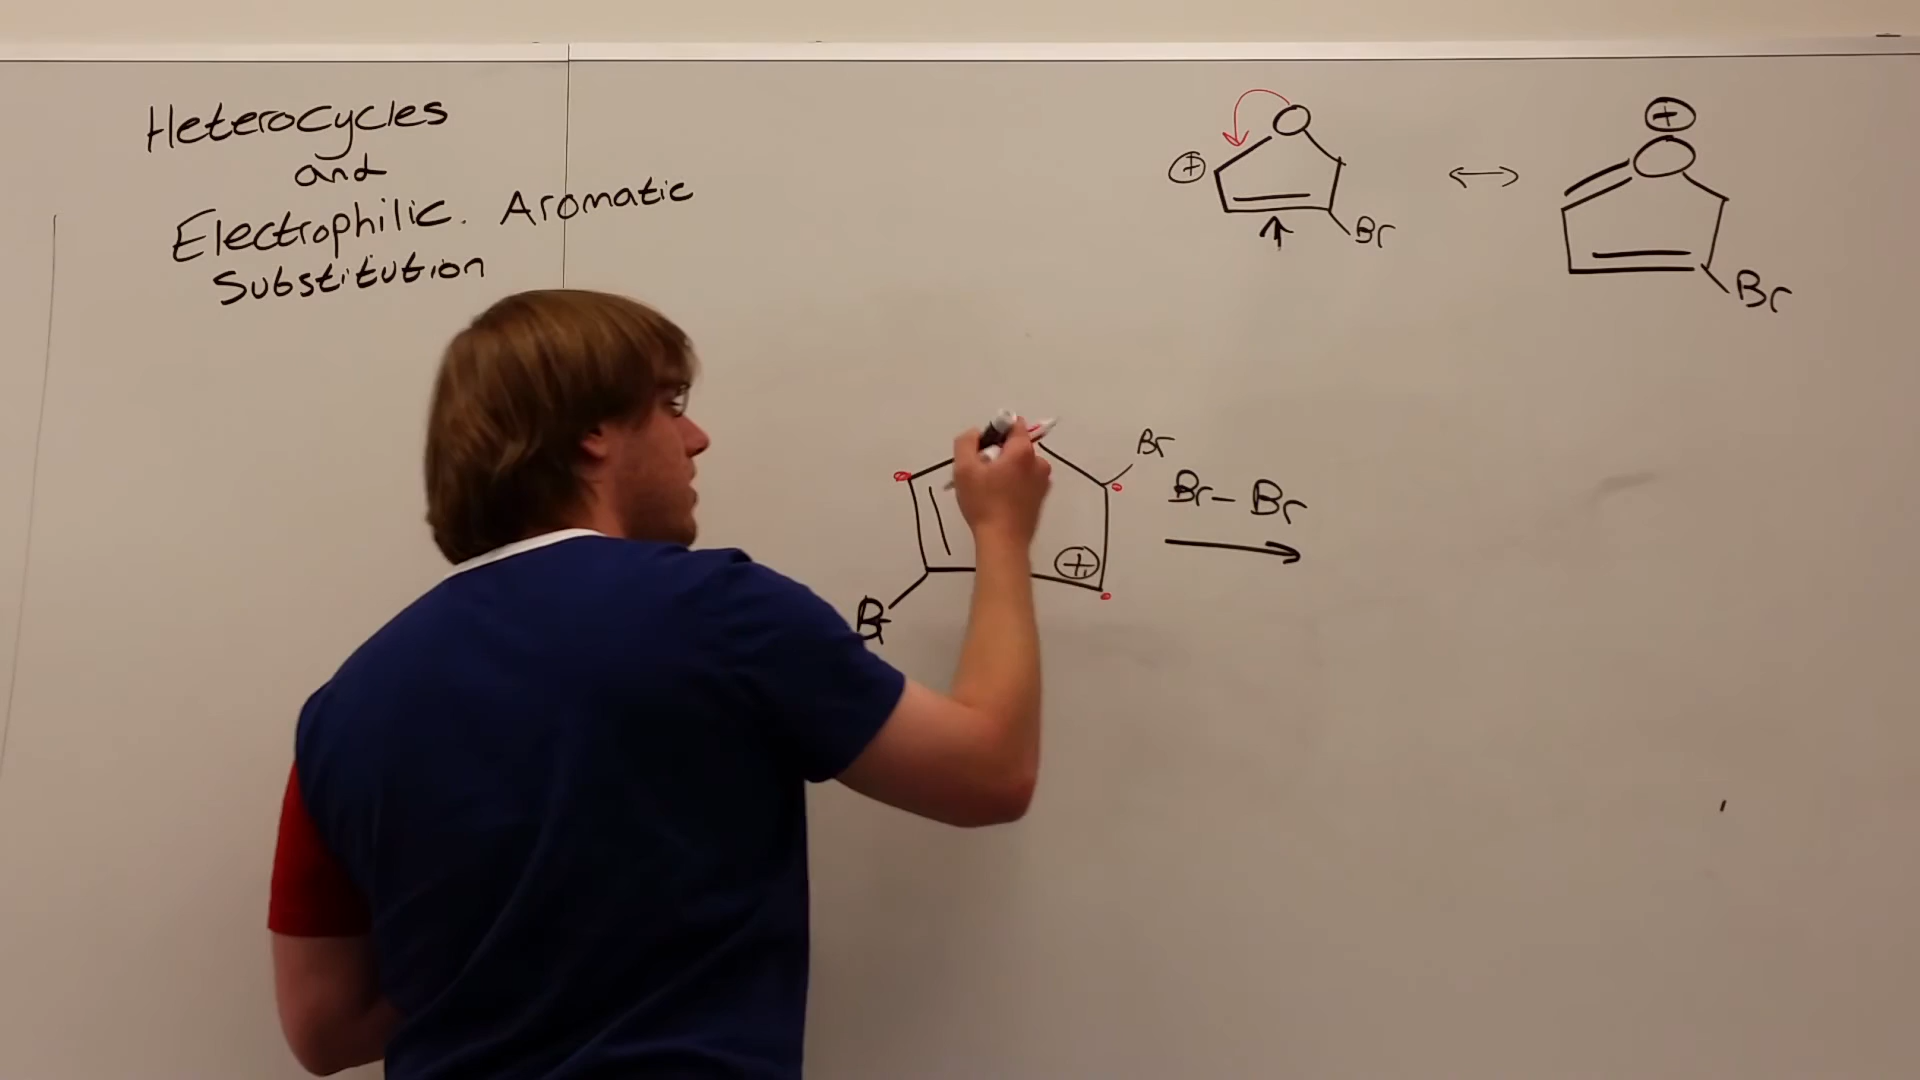 Heterocycles
and
Electrophilic. Aromatic
Substitution
+
O
Br
+
O
Br
Br
Br - Br
+
Br